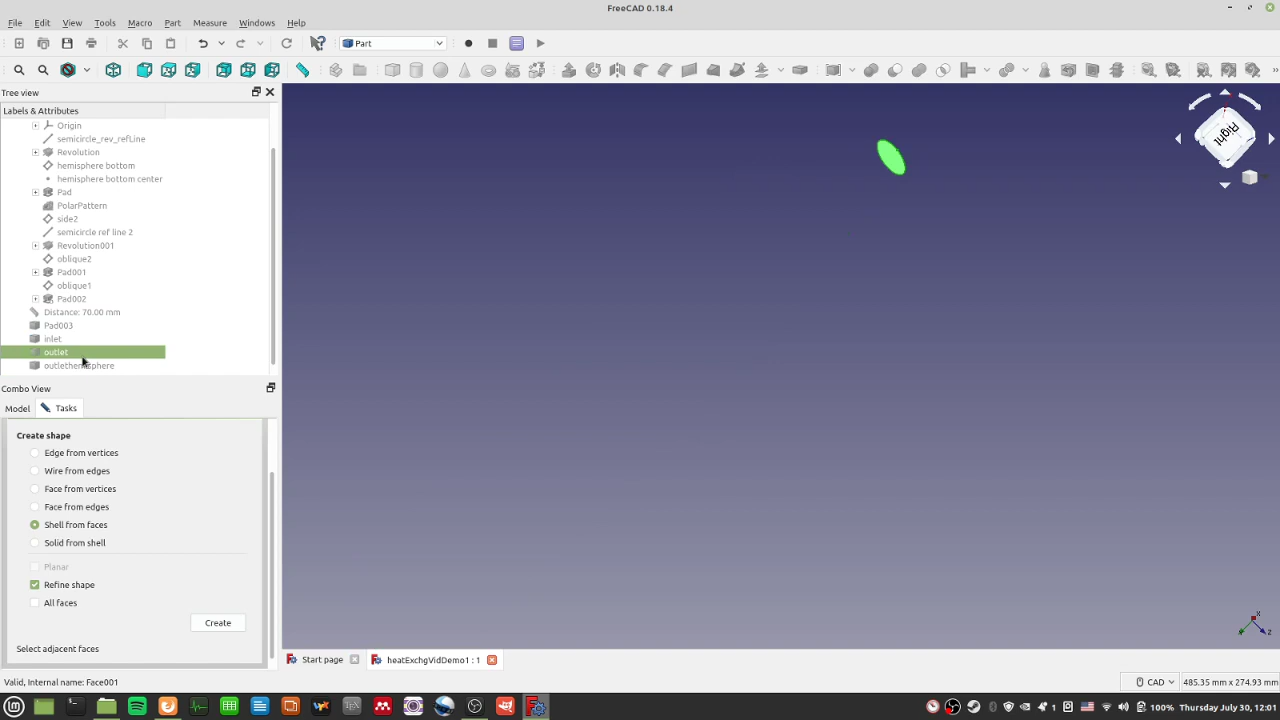 FreeCAD 0.18.4
File Edit View Tools Macro Part Measure Windows Help
Part
Tree view
Labels & Attributes
Origin
semicircle_rev_refLine
Revolution
hemisphere bottom
hemisphere bottom center
Pad
PolarPattern
side2
semicircle ref line 2
Revolution001
oblique2
Pad001
oblique1
Pad002
Distance: 70.00 mm
Pad003
inlet
outlet
outlethemisphere
Combo View
Model Tasks
Create shape
Edge from vertices
Wire from edges
Face from vertices
Face from edges
Shell from faces
Solid from shell
Planar
Refine shape
All faces
Create
Select adjacent faces
Right
X
Z
Start page heatExchgVidDemo1 : 1
Valid, Internal name: Face001 CAD 485.35 mm x 274.93 mm
1 100% Thursday July 30, 12:01